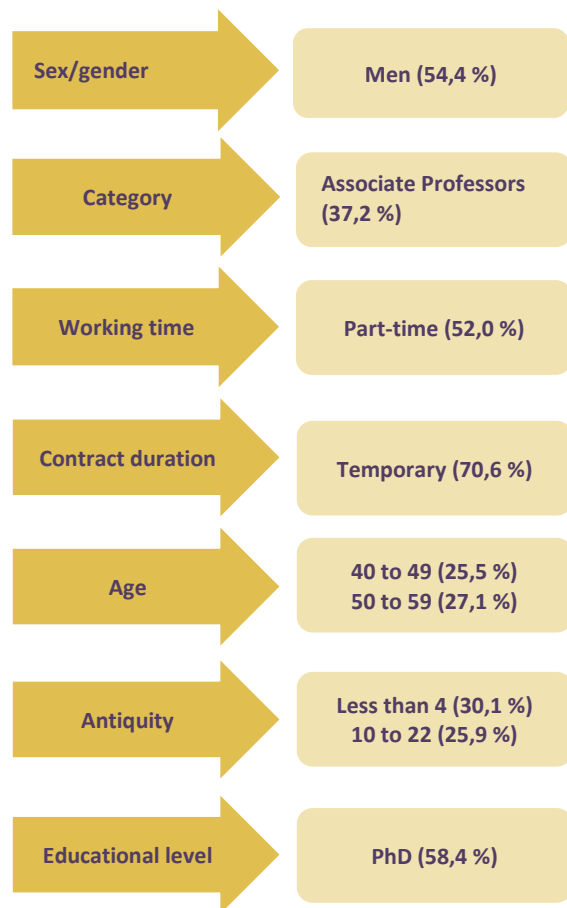 Sex/gender
Men (54,4 %)
Category
Associate Professors
(37,2 %)
Working time
Part-time (52,0 %)
Contract duration
Temporary (70,6 %)
Age
40 to 49 (25,5 %)
50 to 59 (27,1 %)
Antiquity
Less than 4 (30,1 %)
10 to 22 (25,9 %)
Educational level
PhD (58,4 %)